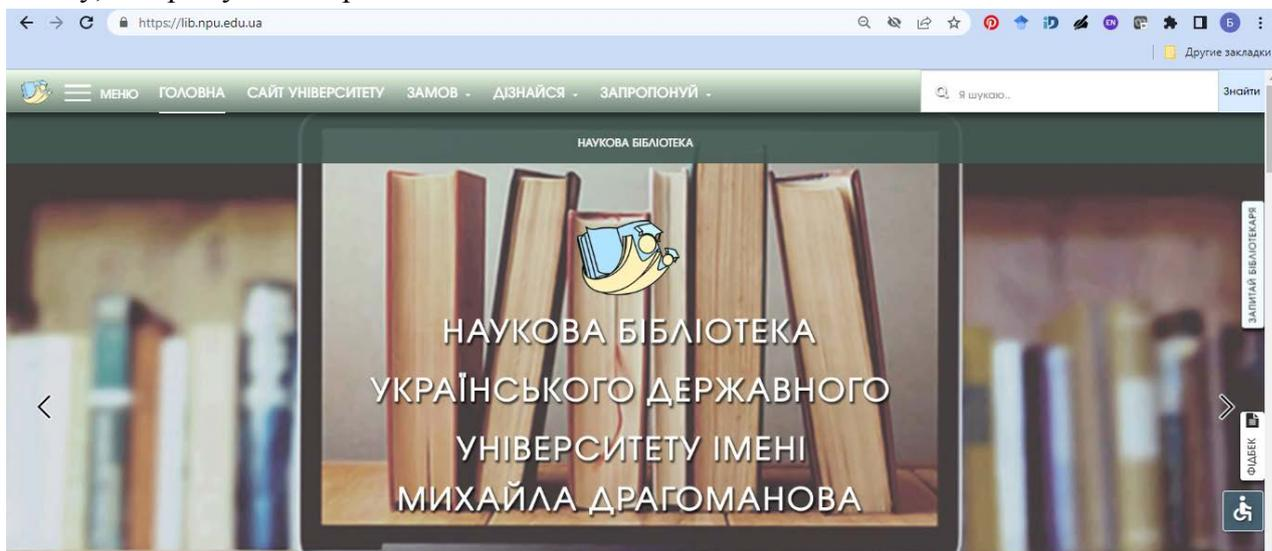 https://lib.npu.edu.ua
Б
Другие закладки
МЕНЮ ГОЛОВНА САЙТ УНІВЕРСИТЕТУ ЗАМОВ ДІЗНАЙСЯ ЗАПРОПОНУЙ
Я шукаю..
Знайти
НАУКОВА БІБЛІОТЕКА
НАУКОВА БІБЛІОТЕКА
УКРАЇНСЬКОГО ДЕРЖАВНОГО
УНІВЕРСИТЕТУ ІМЕНІ
МИХАЙЛА ДРАГОМАНОВА
ЗАПИТАЙ БІБЛІОТЕКАРЯ
ФІДБЕК